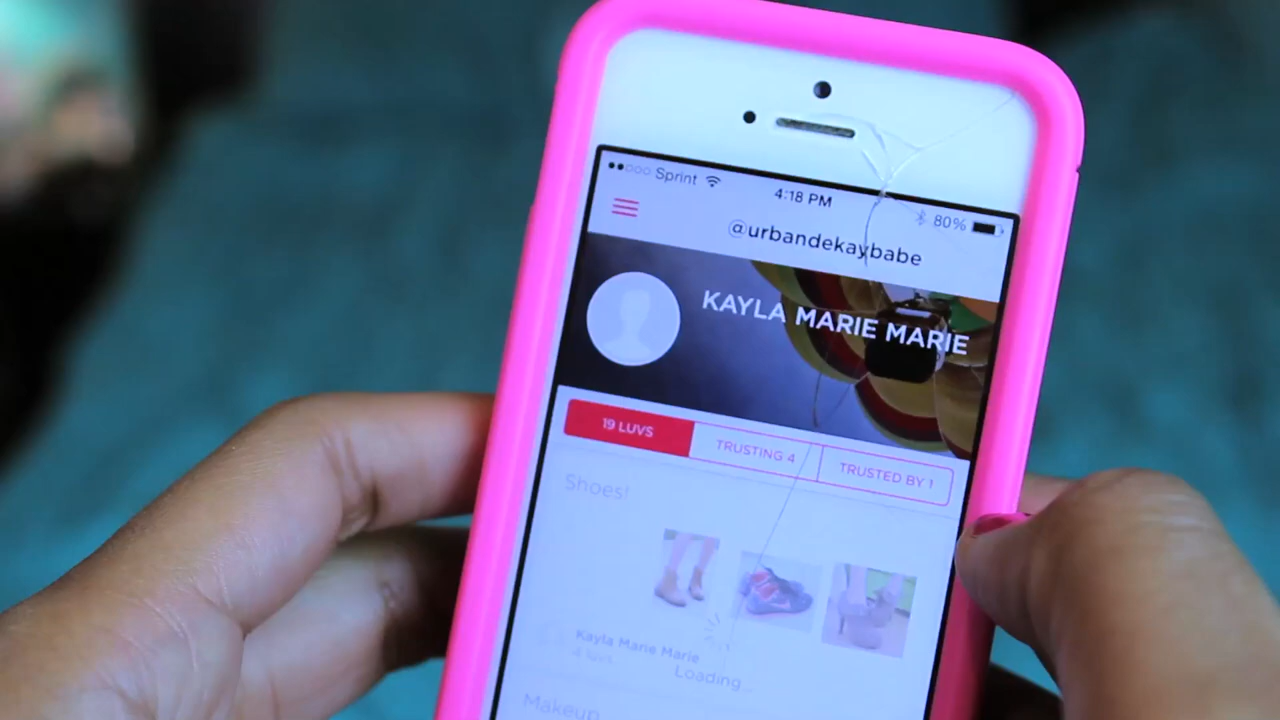 Sprint 4:18 PM 80%
@urbandekaybabe
KAYLA MARIE MARIE
19 LUVS TRUSTING 4 TRUSTED BY 1
Shoes!
Kayla Marie Marie
4 luvs
Loading...
Makeup